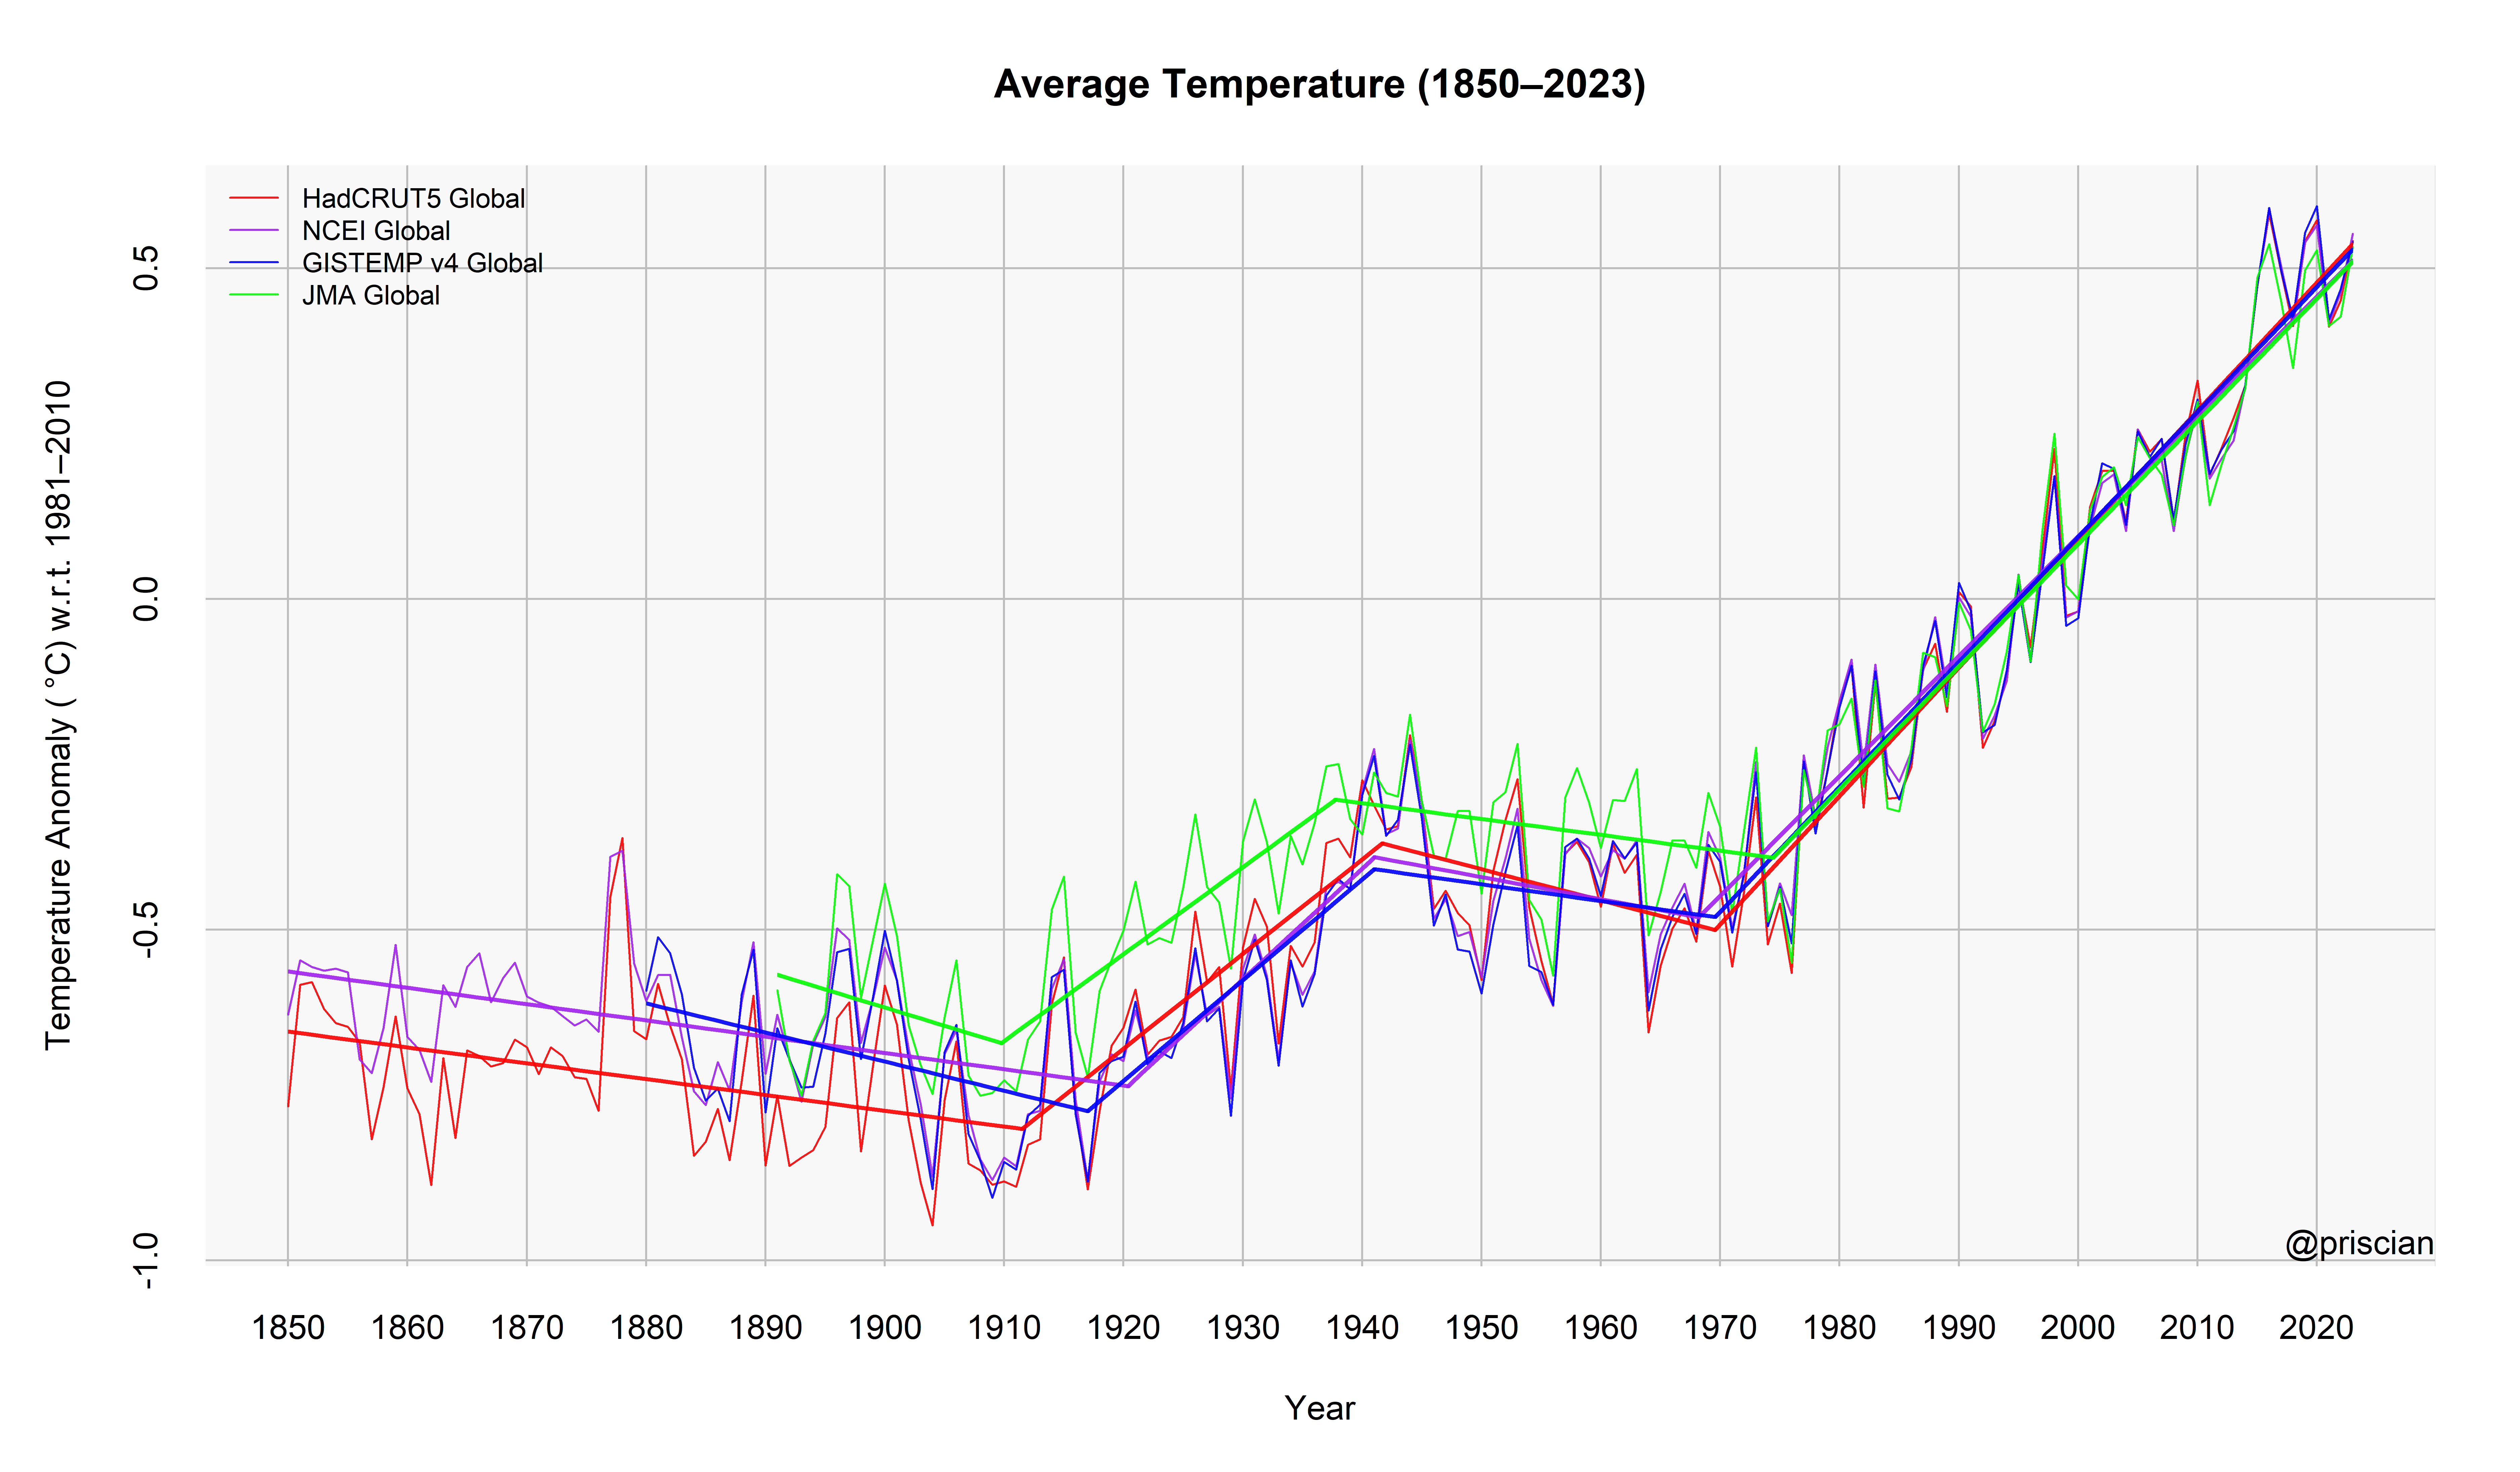 Average Temperature (1850–2023)
HadCRUT5 Global
NCEI Global
GISTEMP v4 Global
JMA Global
Temperature Anomaly ( °C) w.r.t. 1981–2010
0.5
0.0
-0.5
-1.0
@priscian
1850 1860 1870 1880 1890 1900 1910 1920 1930 1940 1950 1960 1970 1980 1990 2000 2010 2020
Year